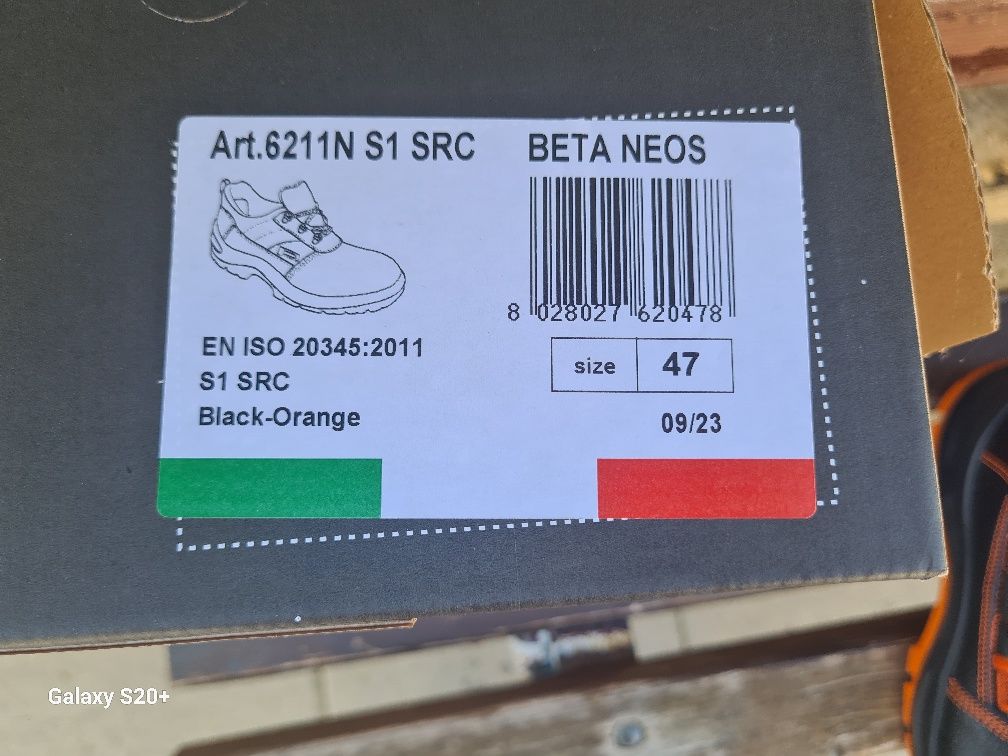 Art.6211N S1 SRC
BETA NEOS
8 028027 620478
EN ISO 20345:2011
S1 SRC
Black-Orange
size 47
09/23
Galaxy S20+